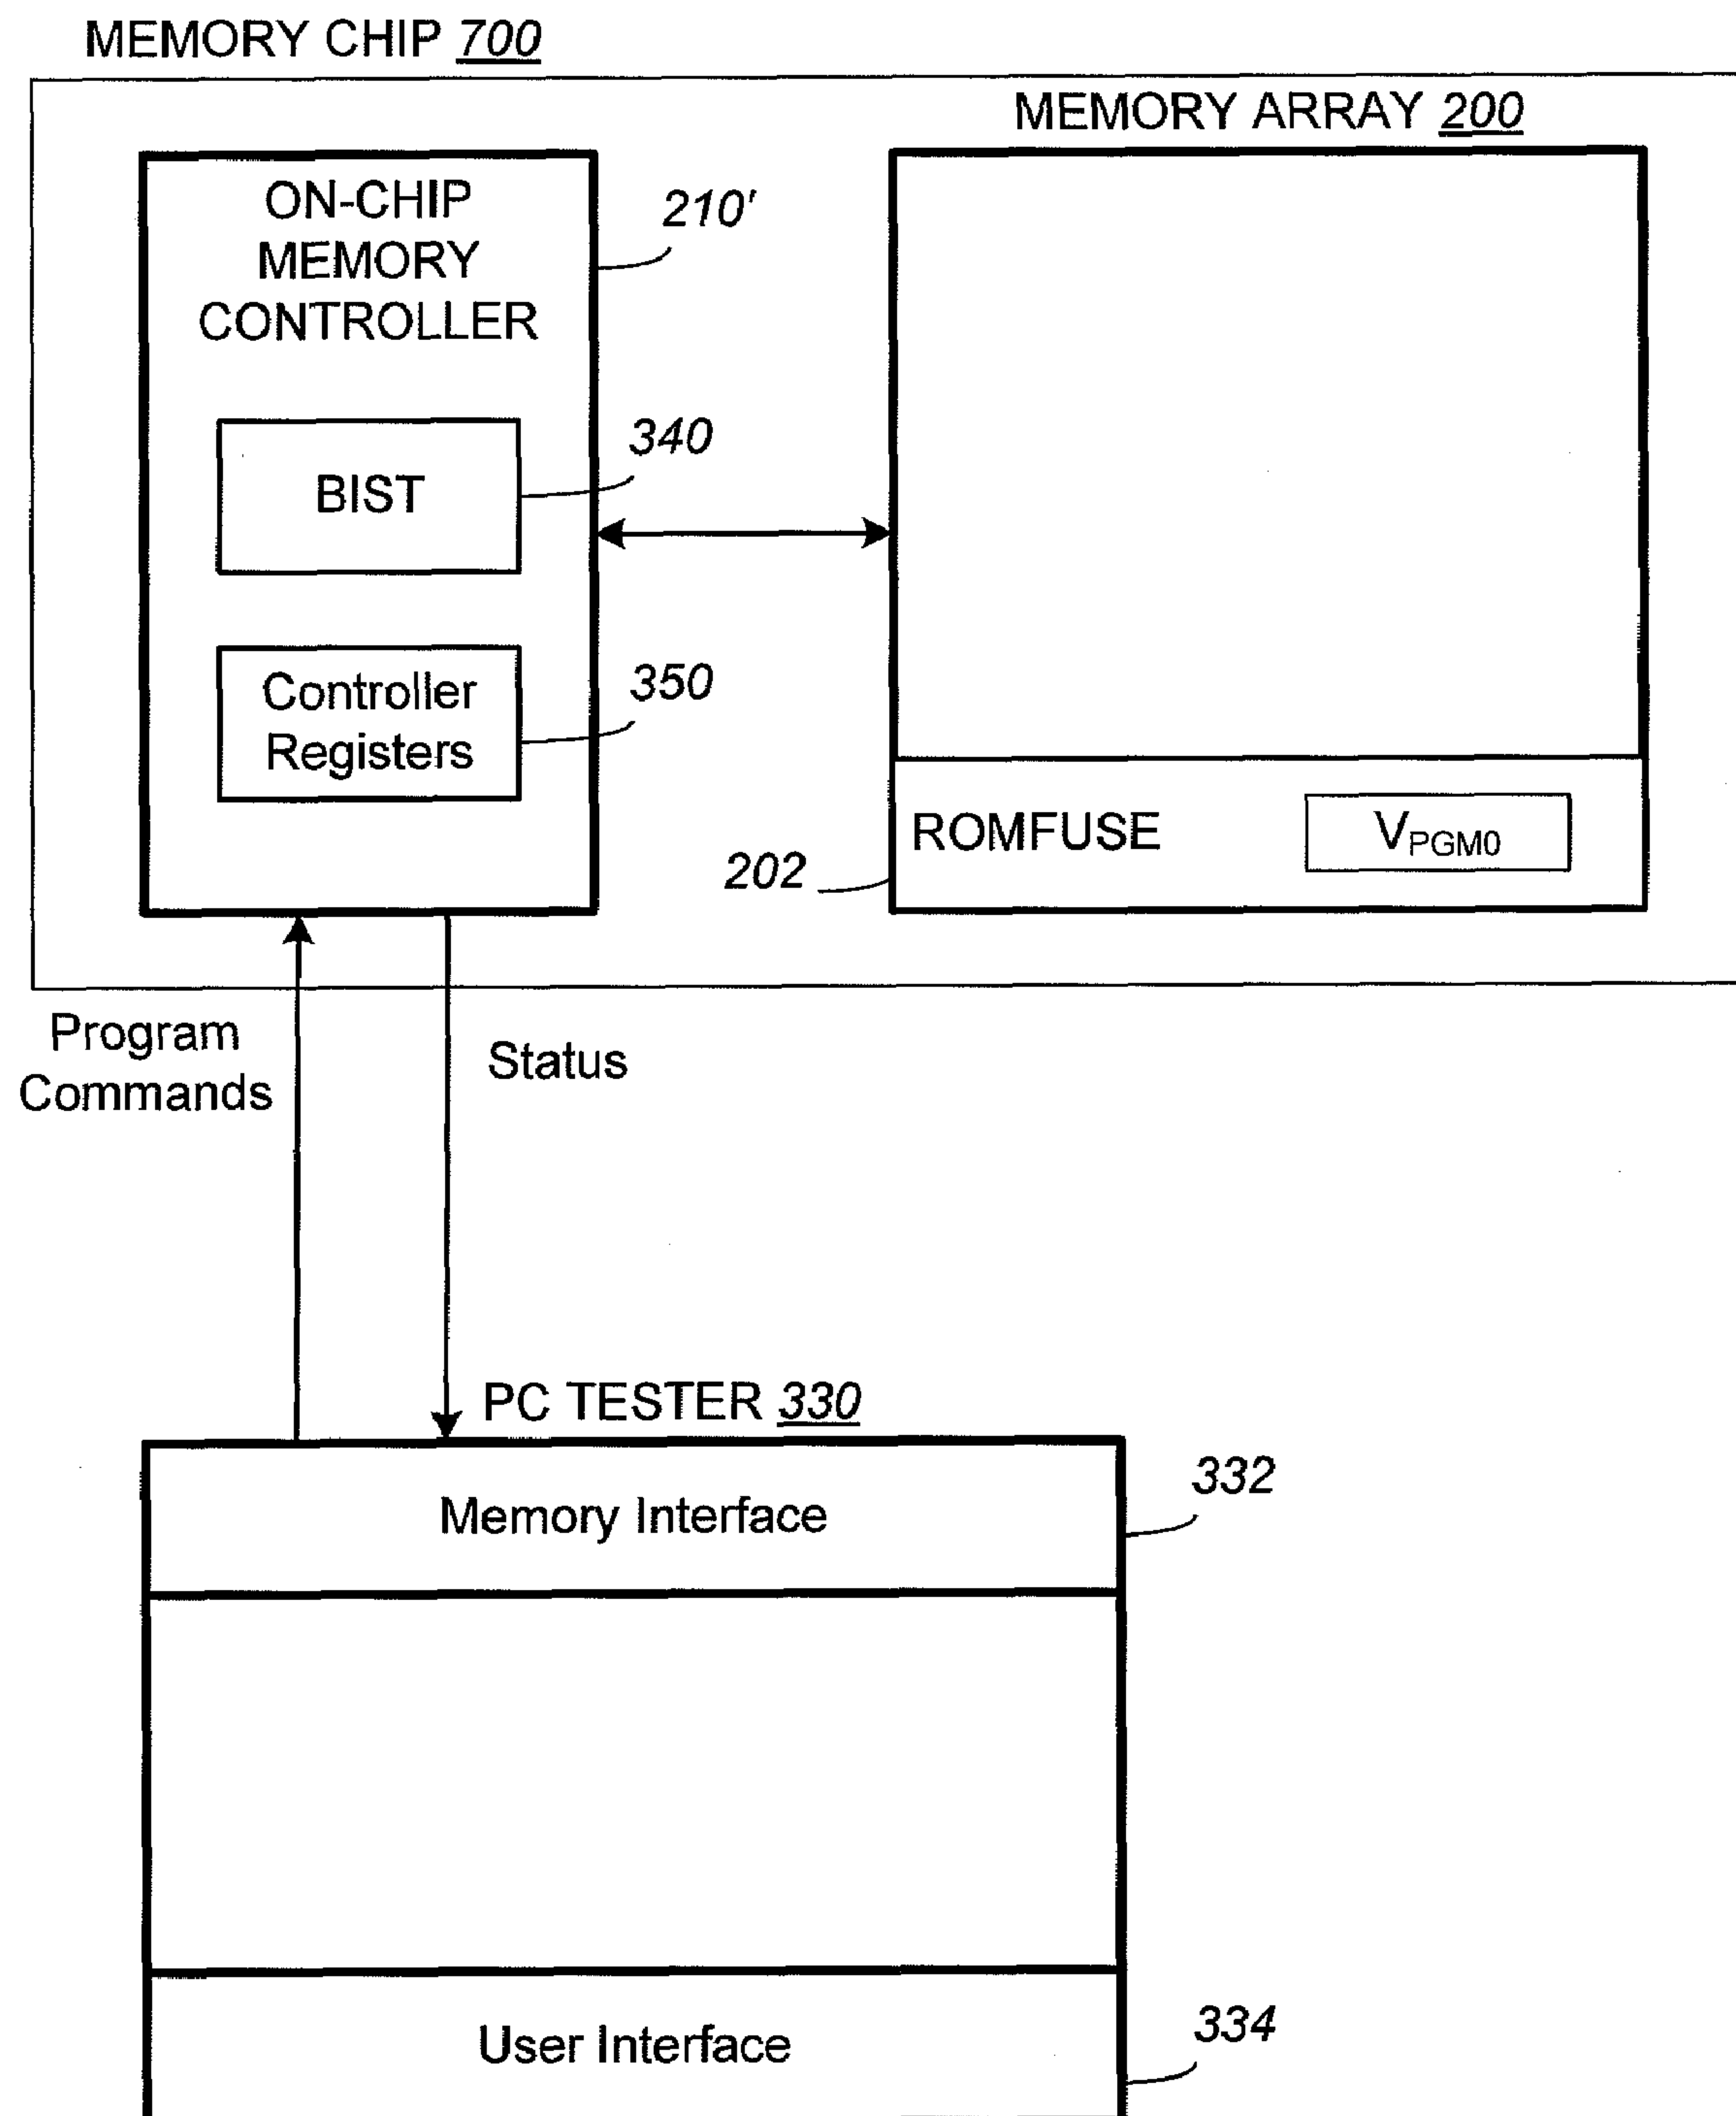 MEMORY CHIP 700
MEMORY ARRAY 200
ON-CHIP
MEMORY
CONTROLLER
210'
BIST
340
Controller
Registers
350
ROMFUSE
VPGM0
202
Program
Commands
Status
PC TESTER 330
Memory Interface
332
User Interface
334